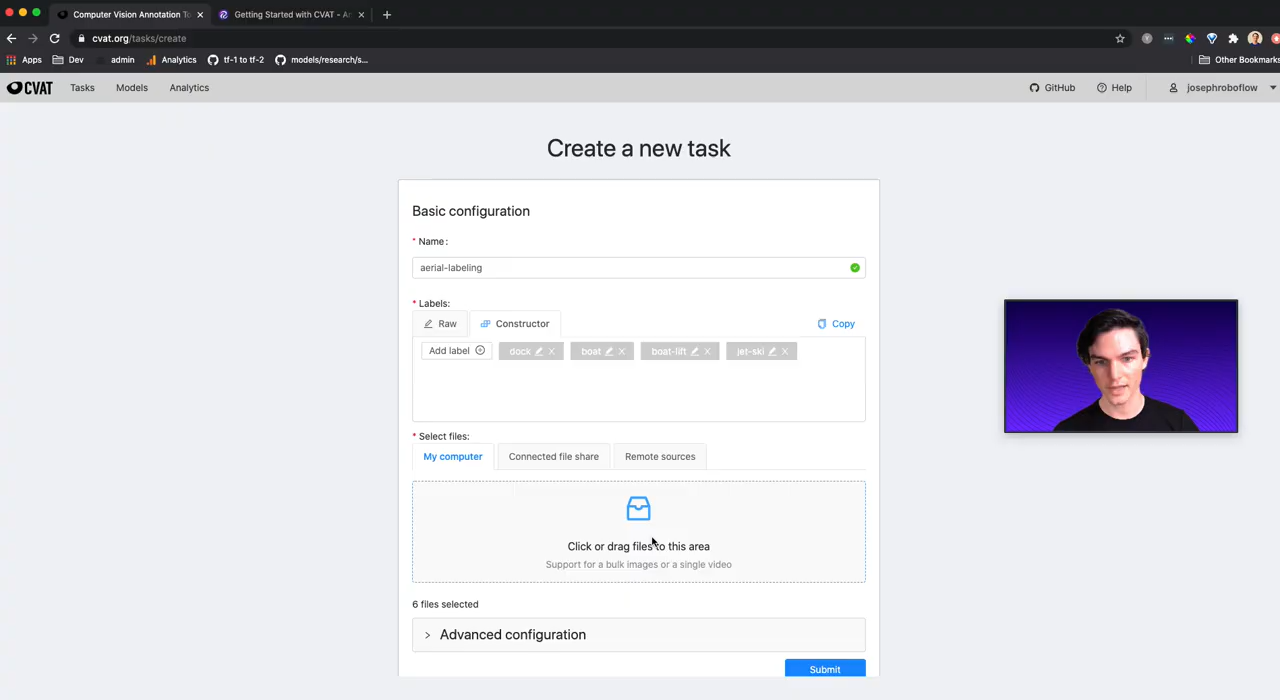 Computer Vision Annotation To
Getting Started with CVAT - A
cvat.org/tasks/create
Apps Dev admin Analytics tf-1 to tf-2 models/research/s... Other Bookmarks
CVAT Tasks Models Analytics GitHub Help josephroboflow
Create a new task
Basic configuration
* Name:
aerial-labeling
* Labels:
Raw Constructor Copy
Add label dock boat boat-lift jet-ski
* Select files:
My computer Connected file share Remote sources
Click or drag files to this area
Support for a bulk images or a single video
6 files selected
Advanced configuration
Submit